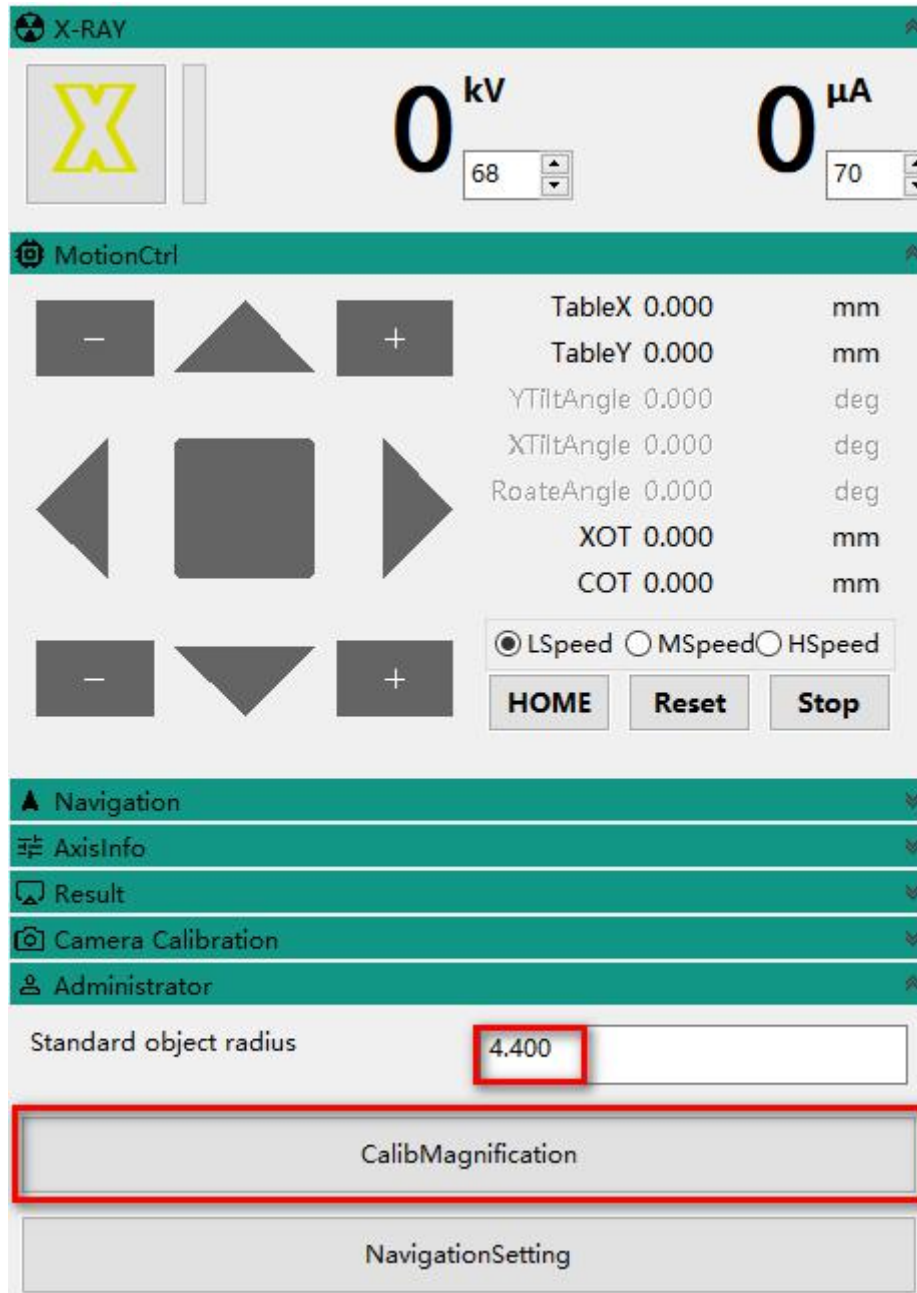 X-RAY
X
0 kV
68
0 μA
70
MotionCtrl
− +
TableX 0.000 mm
TableY 0.000 mm
YTiltAngle 0.000 deg
XTiltAngle 0.000 deg
RoateAngle 0.000 deg
XOT 0.000 mm
COT 0.000 mm
LSpeed MSpeed HSpeed
− +
HOME Reset Stop
Navigation
AxisInfo
Result
Camera Calibration
Administrator
Standard object radius 4.400
CalibMagnification
NavigationSetting